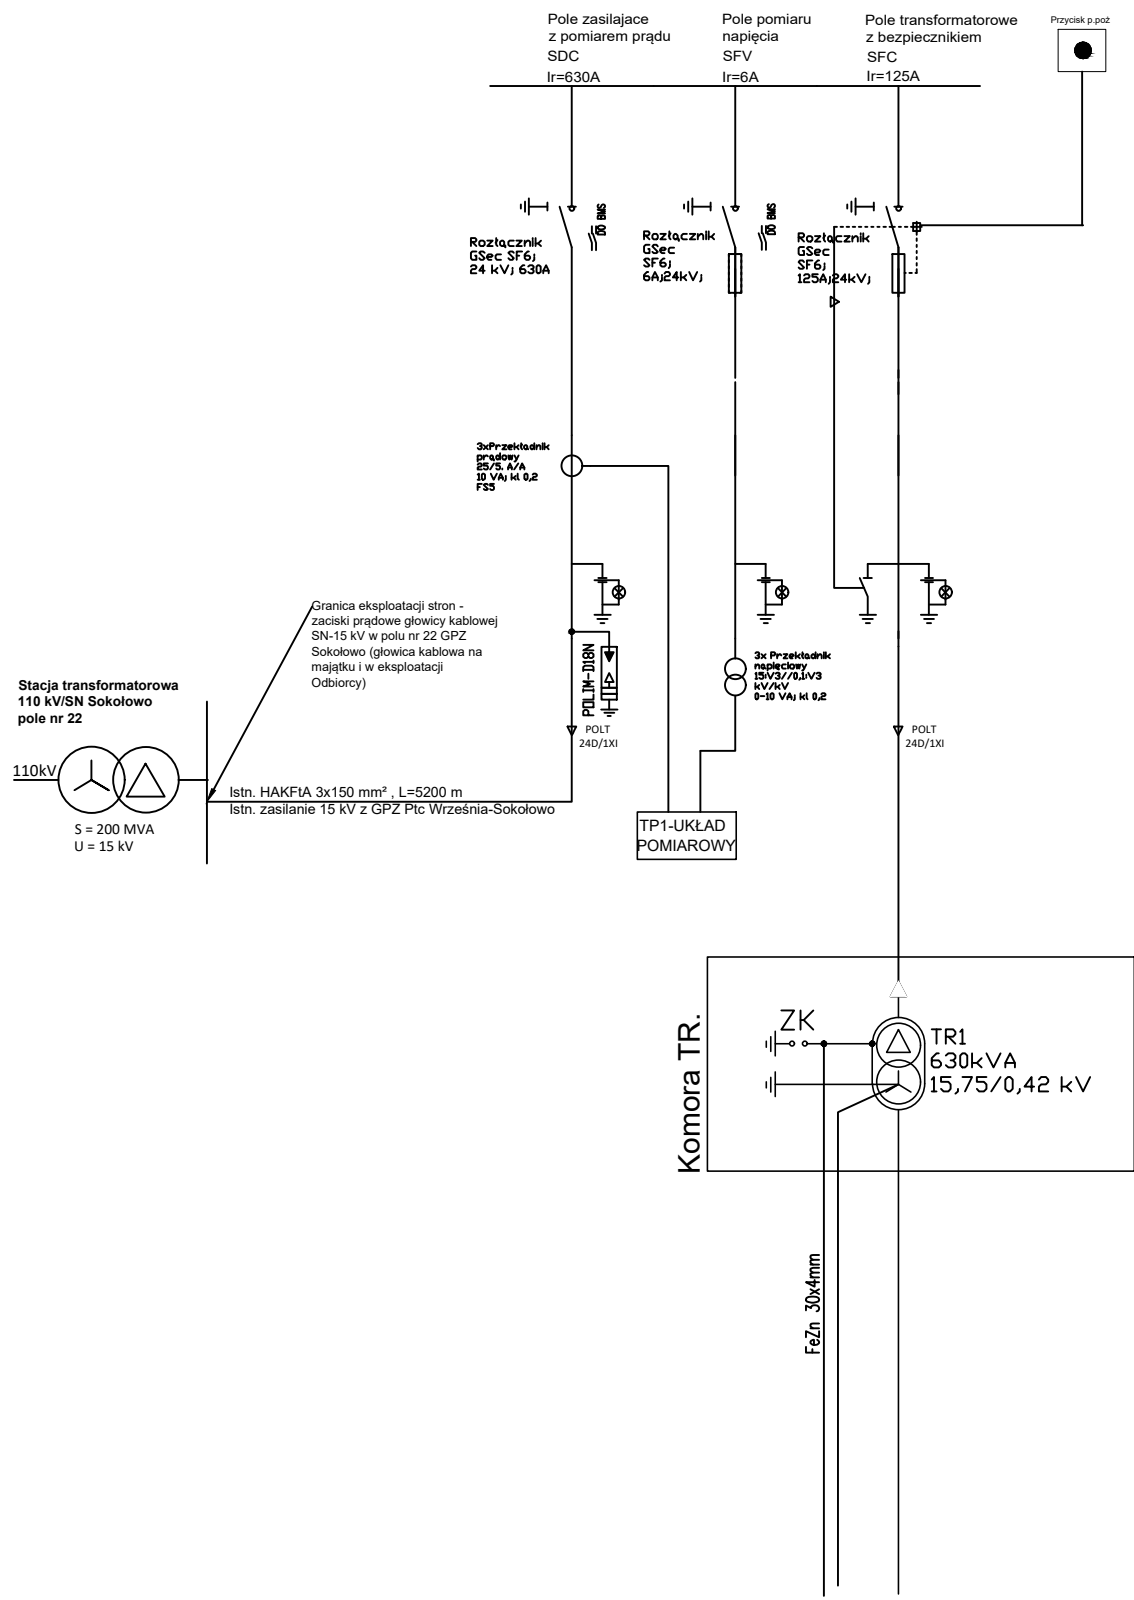 Pole zasilajace
z pomiarem prądu
SDC
Ir=630A
Pole pomiaru
napięcia
SFV
Ir=6A
Pole transformatorowe
z bezpiecznikiem
SFC
Ir=125A
Przycisk p.poż
Rozłącznik
GSec SF6;
24 kV; 630A
DO BMS
Rozłącznik
GSec
SF6;
6A;24kV;
DO BMS
Rozłącznik
GSec
SF6;
125A;24kV;
3xPrzekładnik
prądowy
25/5. A/A
10 VA; kl 0,2
FS5
Granica eksploatacji stron -
zaciski prądowe głowicy kablowej
SN-15 kV w polu nr 22 GPZ
Sokołowo (głowica kablowa na
majątku i w eksploatacji
Odbiorcy)
POLIM-D18N
3x Przekładnik
napięciowy
15:√3//0,1:√3
kV/kV
0-10 VA; kl 0,2
Stacja transformatorowa
110 kV/SN Sokołowo
pole nr 22
110kV
S = 200 MVA
U = 15 kV
POLT
24D/1XI
POLT
24D/1XI
Istn. HAKFtA 3x150 mm² , L=5200 m
Istn. zasilanie 15 kV z GPZ Ptc Września-Sokołowo
TP1-UKŁAD
POMIAROWY
Komora TR.
ZK
TR1
630kVA
15,75/0,42 kV
FeZn 30x4mm